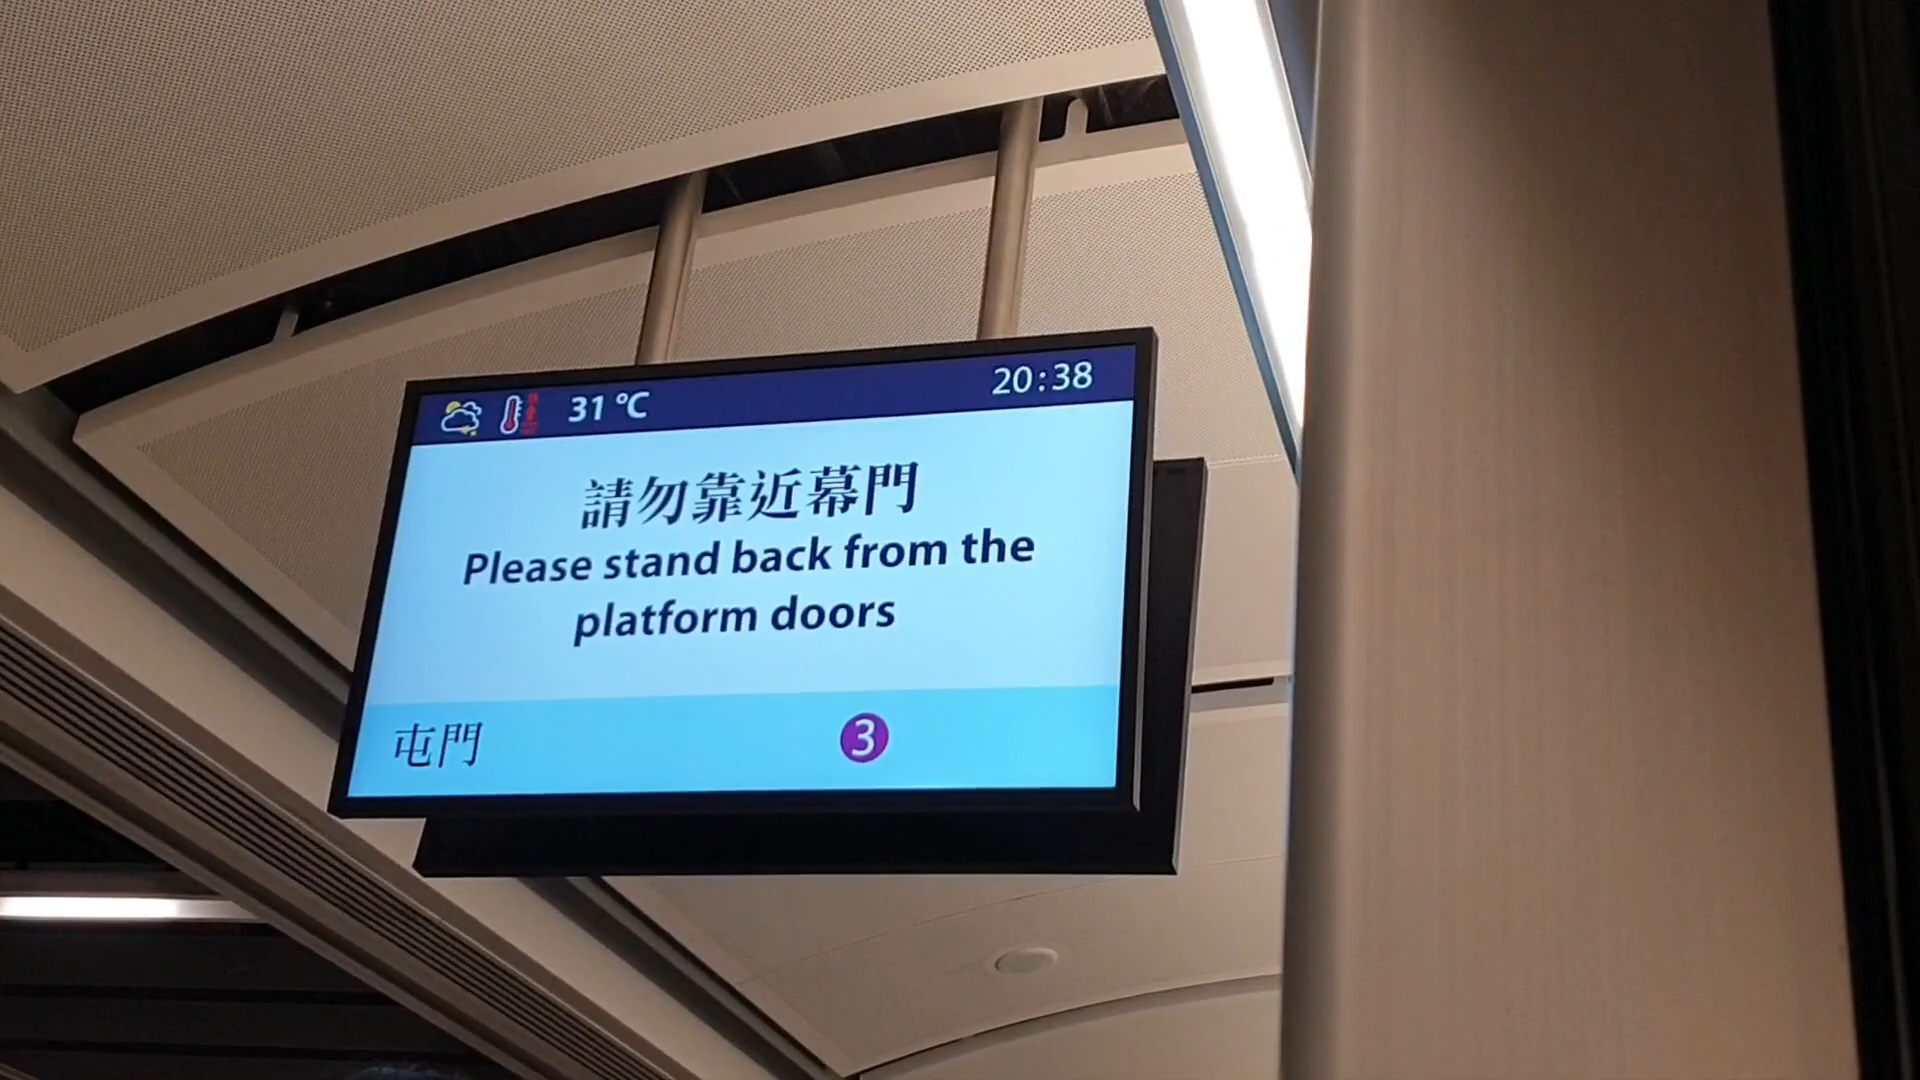 31 °C 20:38
請勿靠近幕門
Please stand back from the
platform doors
屯門 3